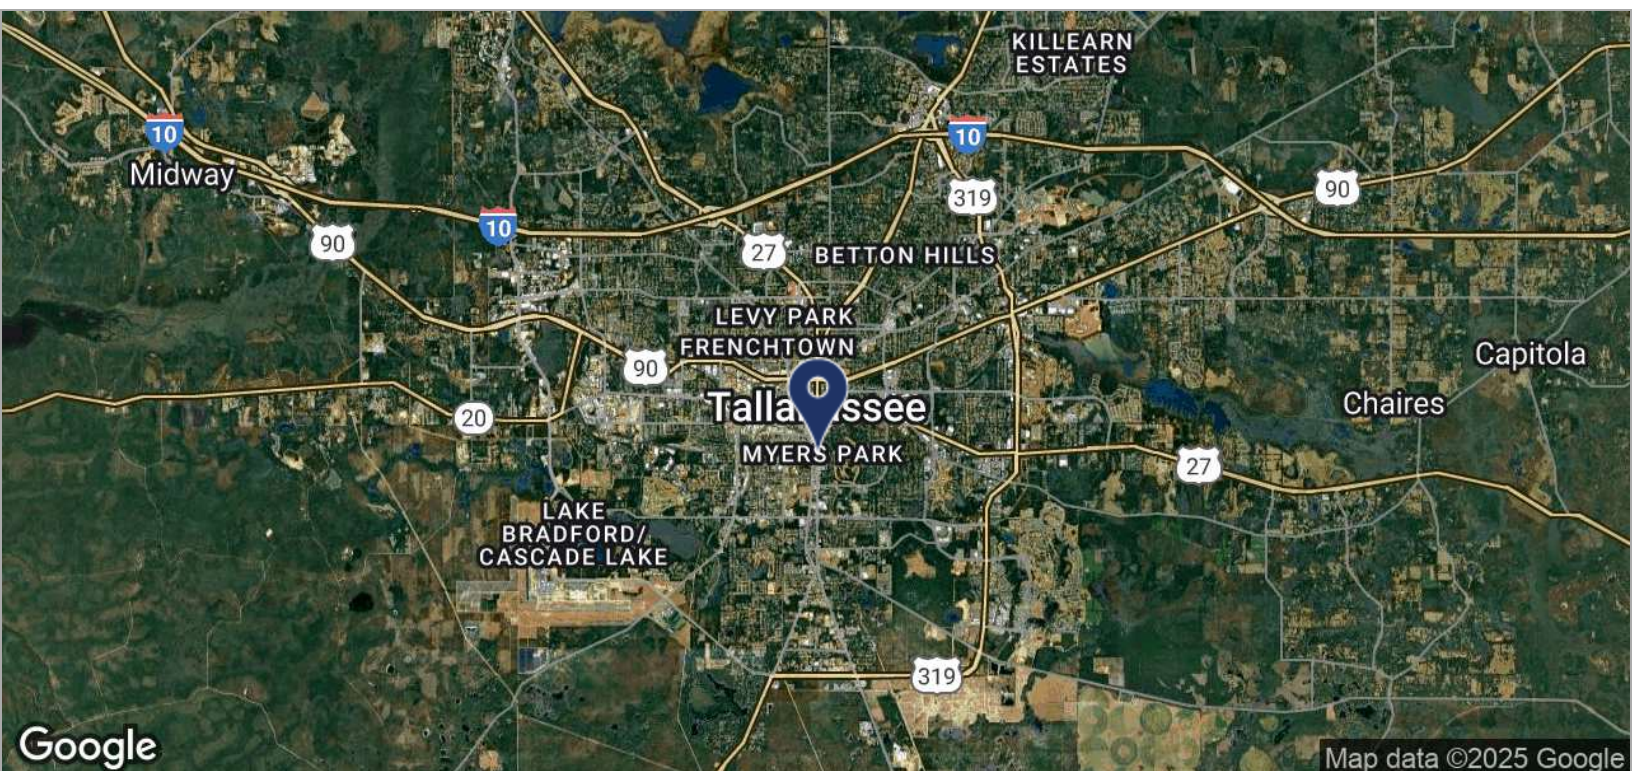 KILLEARN
ESTATES
10
10
Midway
90
319
10
90
27
BETTON HILLS
LEVY PARK
FRENCHTOWN
90
Capitola
Chaires
Tallahassee
20
MYERS PARK
27
LAKE
BRADFORD/
CASCADE LAKE
319
Google
Map data ©2025 Google